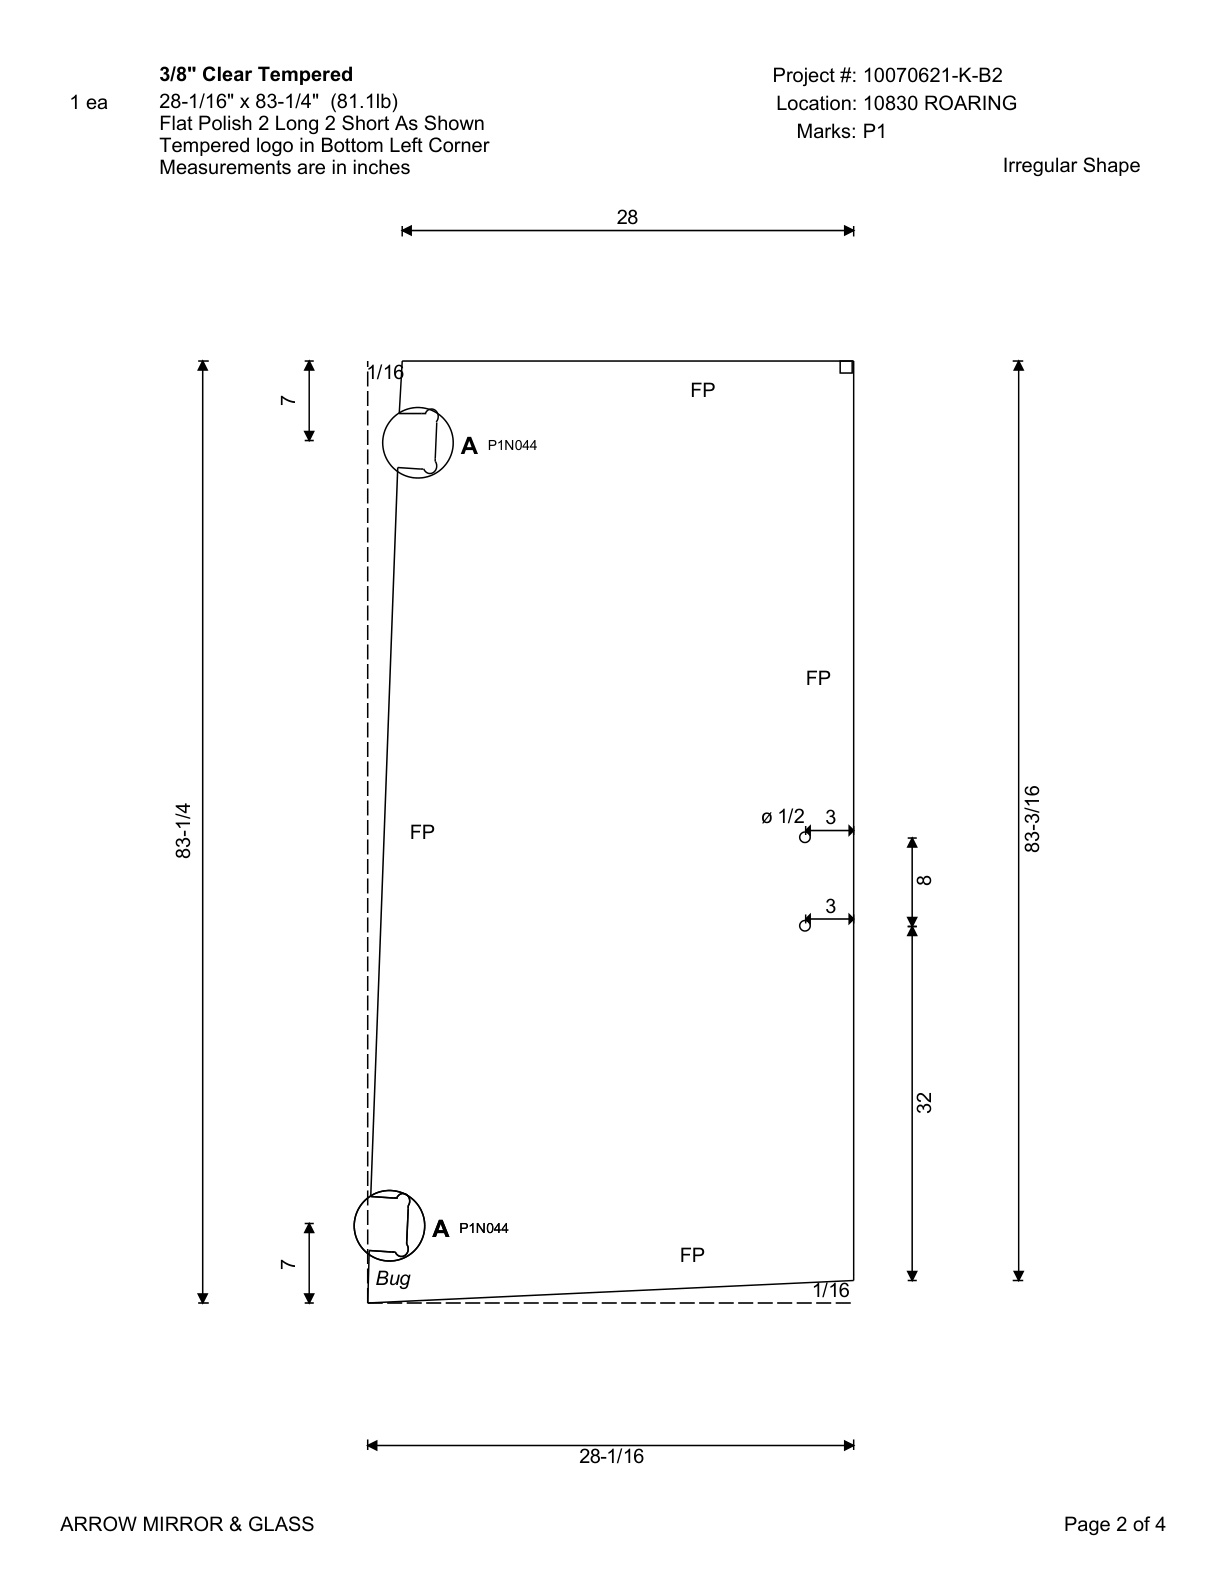 3/8" Clear Tempered
Project #: 10070621-K-B2
1 ea
28-1/16" x 83-1/4"  (81.1lb)
Location: 10830 ROARING
Flat Polish 2 Long 2 Short As Shown
Marks: P1
Tempered logo in Bottom Left Corner
Measurements are in inches
Irregular Shape
28
1/16
7
FP
A P1N044
FP
83-1/4
FP
ø 1/2
3
83-3/16
8
3
32
A P1N044
7
FP
Bug
1/16
28-1/16
ARROW MIRROR & GLASS
Page 2 of 4